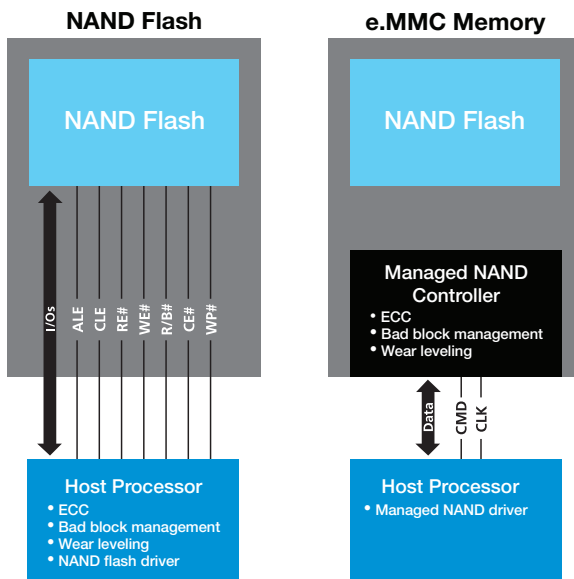 NAND Flash
NAND Flash
I/Os
ALE
CLE
RE#
WE#
R/B#
CE#
WP#
Host Processor
• ECC
• Bad block management
• Wear leveling
• NAND flash driver
e.MMC Memory
NAND Flash
Managed NAND
Controller
• ECC
• Bad block management
• Wear leveling
Data
CMD
CLK
Host Processor
• Managed NAND driver